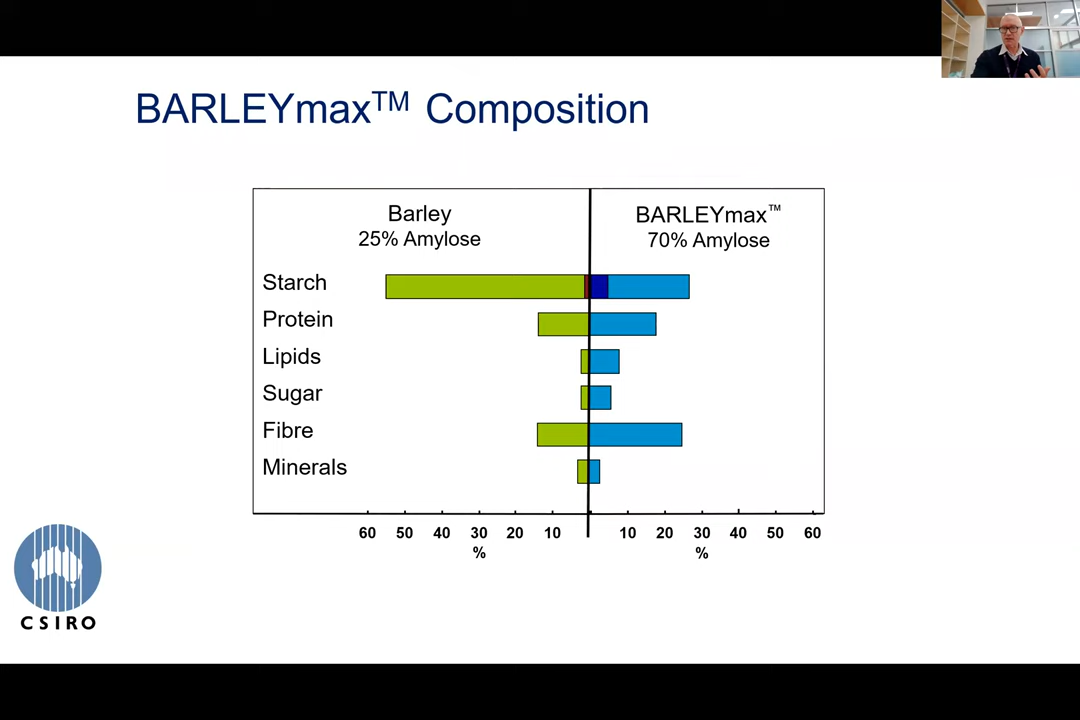 BARLEYmax™ Composition
Barley
25% Amylose
BARLEYmax™
70% Amylose
Starch
Protein
Lipids
Sugar
Fibre
Minerals
60 50 40 30 20 10 10 20 30 40 50 60
% %
CSIRO